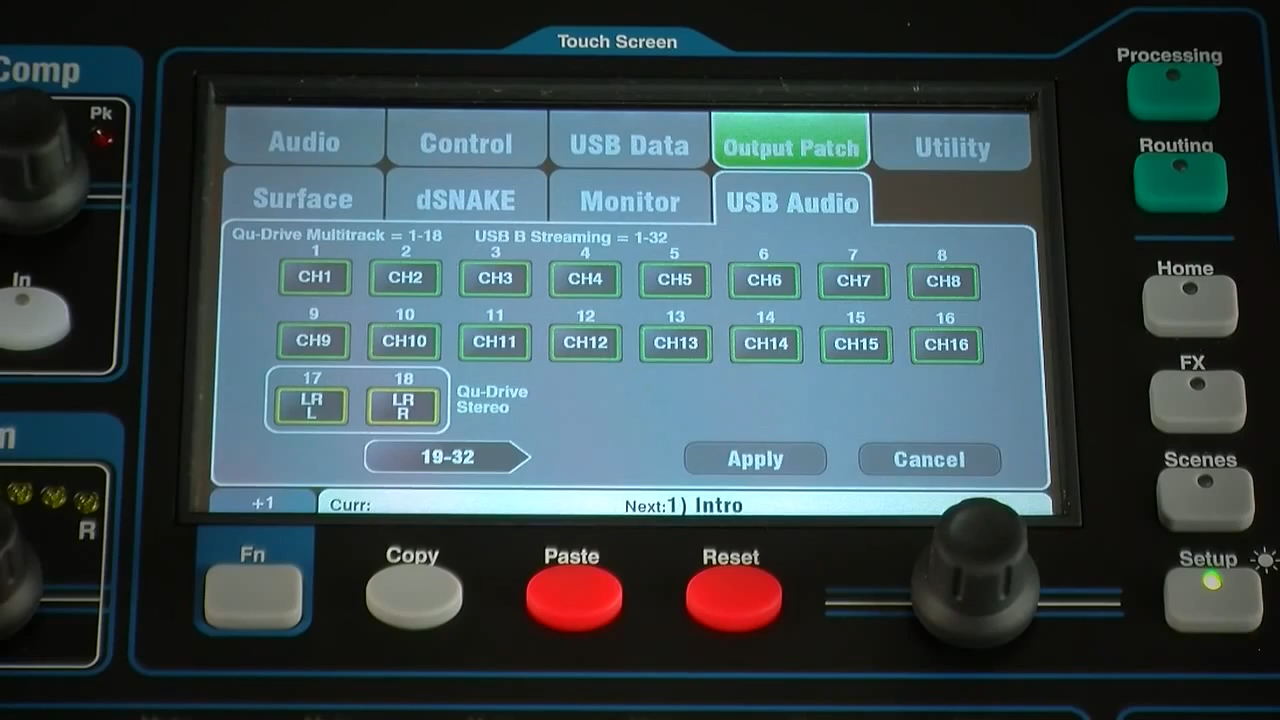 Touch Screen
Processing
Comp
Pk
Audio Control USB Data Output Patch Utility
Routing
Surface dSNAKE Monitor USB Audio
Qu-Drive Multitrack = 1-18 USB B Streaming = 1-32
1 2 3 4 5 6 7 8
CH1 CH2 CH3 CH4 CH5 CH6 CH7 CH8
Home
In
9 10 11 12 13 14 15 16
CH9 CH10 CH11 CH12 CH13 CH14 CH15 CH16
FX
17 18
LR L LR R
Qu-Drive
Stereo
19-32 Apply Cancel
Scenes
+1 Curr: Next:1) Intro
R
Fn Copy Paste Reset
Setup